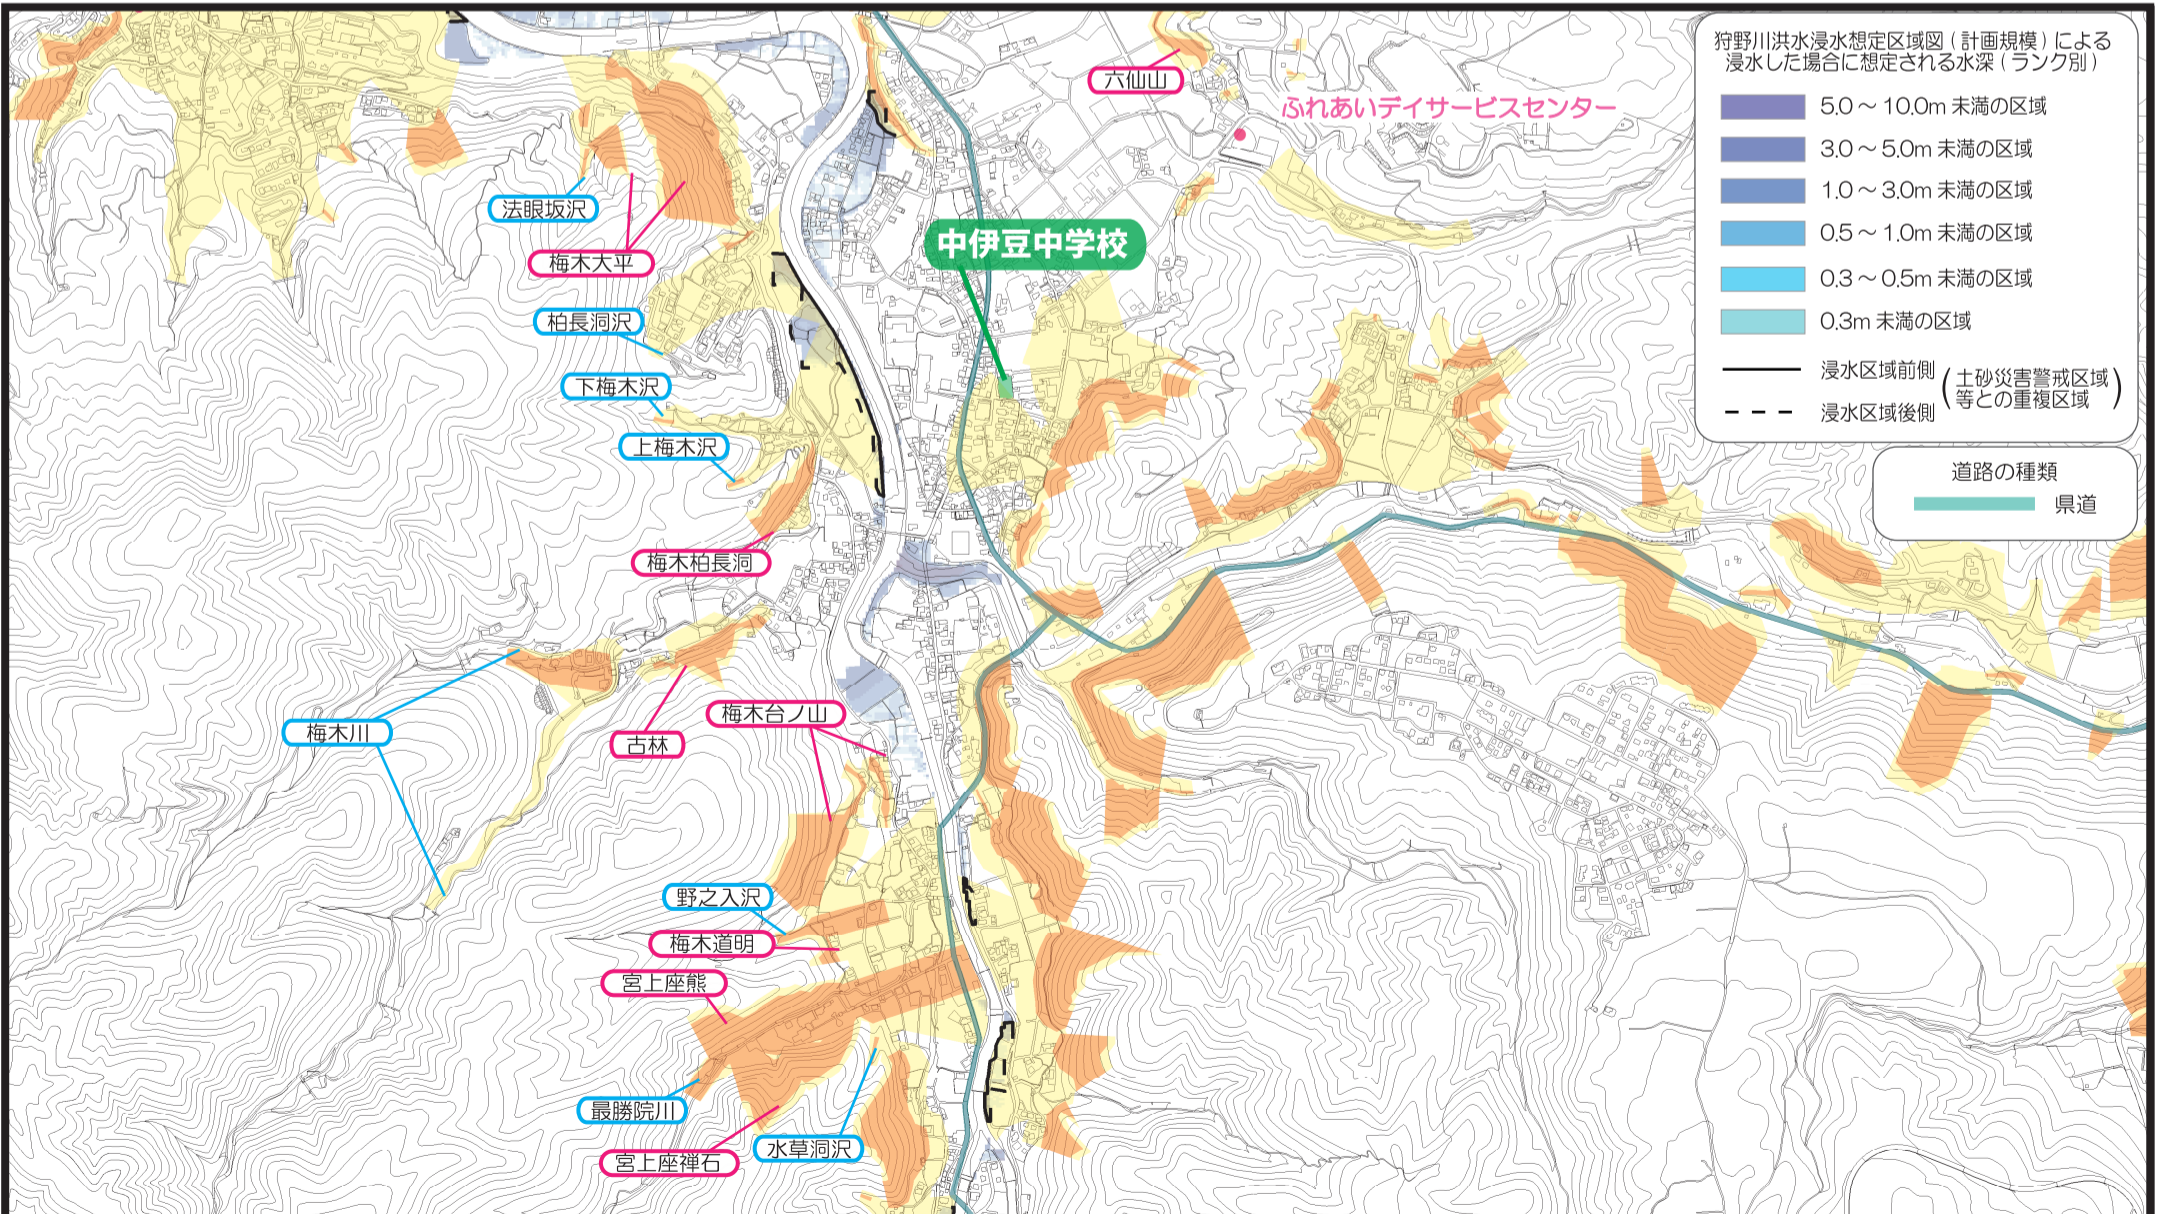 狩野川洪水浸水想定区域図(計画規模)による
浸水した場合に想定される水深(ランク別)
5.0～10.0m 未満の区域
3.0～5.0m 未満の区域
1.0～3.0m 未満の区域
0.5～1.0m 未満の区域
0.3～0.5m 未満の区域
0.3m 未満の区域
浸水区域前側
浸水区域後側
(土砂災害警戒区域
等との重複区域)
道路の種類
県道
六仙山
ふれあいデイサービスセンター
法眼坂沢
中伊豆中学校
梅木大平
柏長洞沢
下梅木沢
上梅木沢
梅木柏長洞
梅木台ノ山
梅木川
古林
野之入沢
梅木道明
宮上座熊
最勝院川
水草洞沢
宮上座禅石